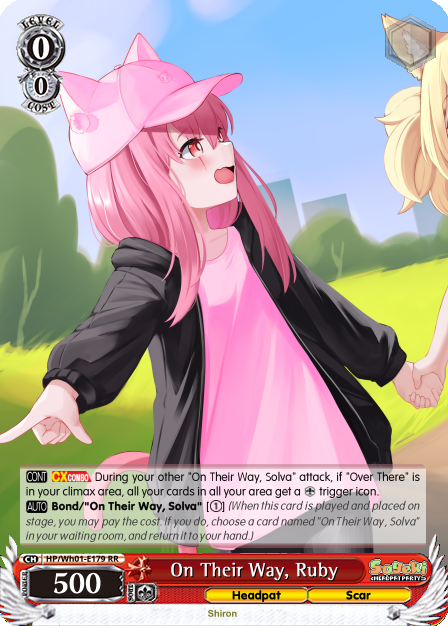 LEVEL
0
0
COST
CONT CXCOMBO During your other "On Their Way, Solva" attack, if "Over There" is
in your climax area, all your cards in all your area get a trigger icon.
AUTO Bond/"On Their Way, Solva" [①] (When this card is played and placed on
stage, you may pay the cost. If you do, choose a card named "On Their Way, Solva"
in your waiting room, and return it to your hand.)
CH HP/Wh01-E179 RR
POWER 500 SOUL On Their Way, Ruby
Headpat Scar
Sayoki
HEADPAT PARTY
Shiron